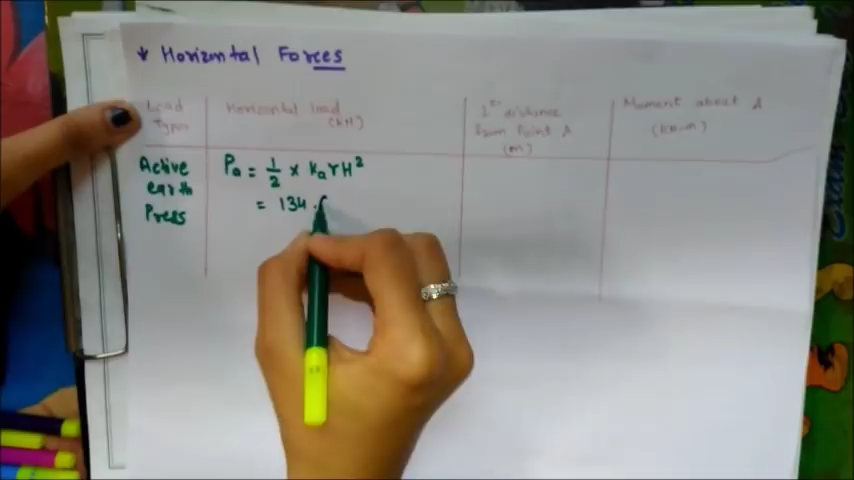 ↓ Horizontal Forces
Load Horizontal load 1ʳ distance Moment about A
Type (KN) from Point A (KN-m)
(m)
Active Pa = 1/2 × KaγH²
earth = 134.
Press